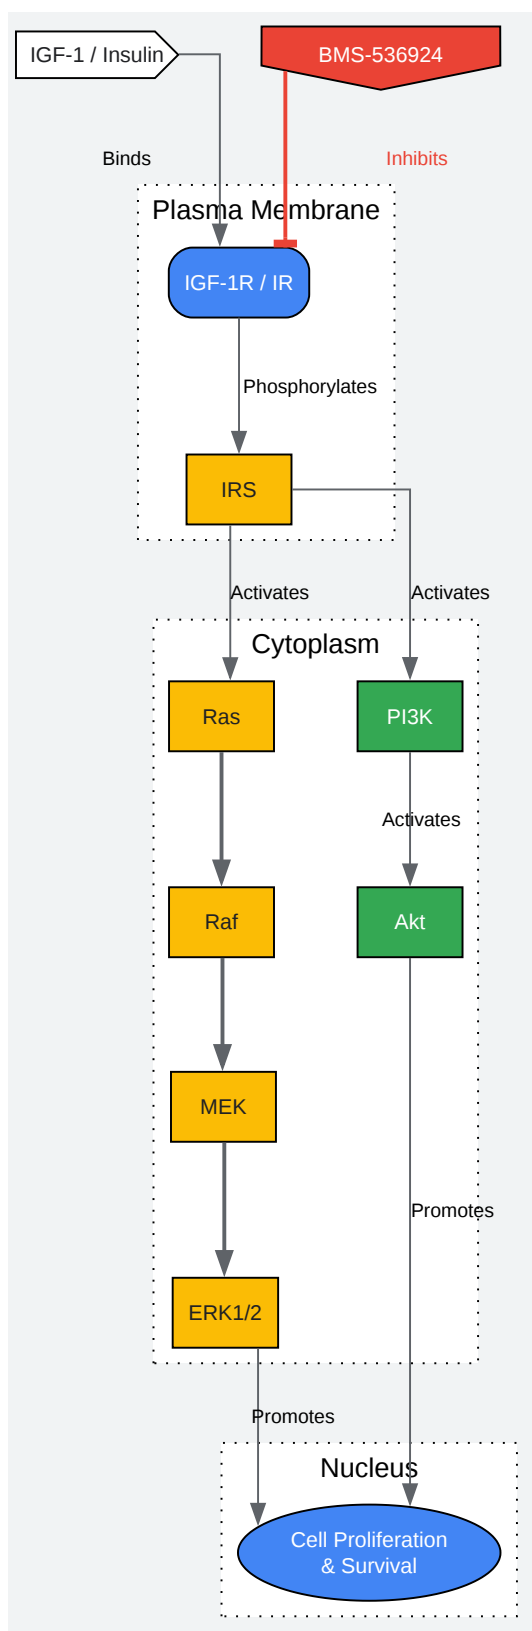 IGF-1 / Insulin
BMS-536924
Binds
Inhibits
Plasma Membrane
IGF-1R / IR
Phosphorylates
IRS
Activates
Activates
Cytoplasm
Ras
PI3K
Activates
Raf
Akt
MEK
Promotes
ERK1/2
Promotes
Nucleus
Cell Proliferation
& Survival